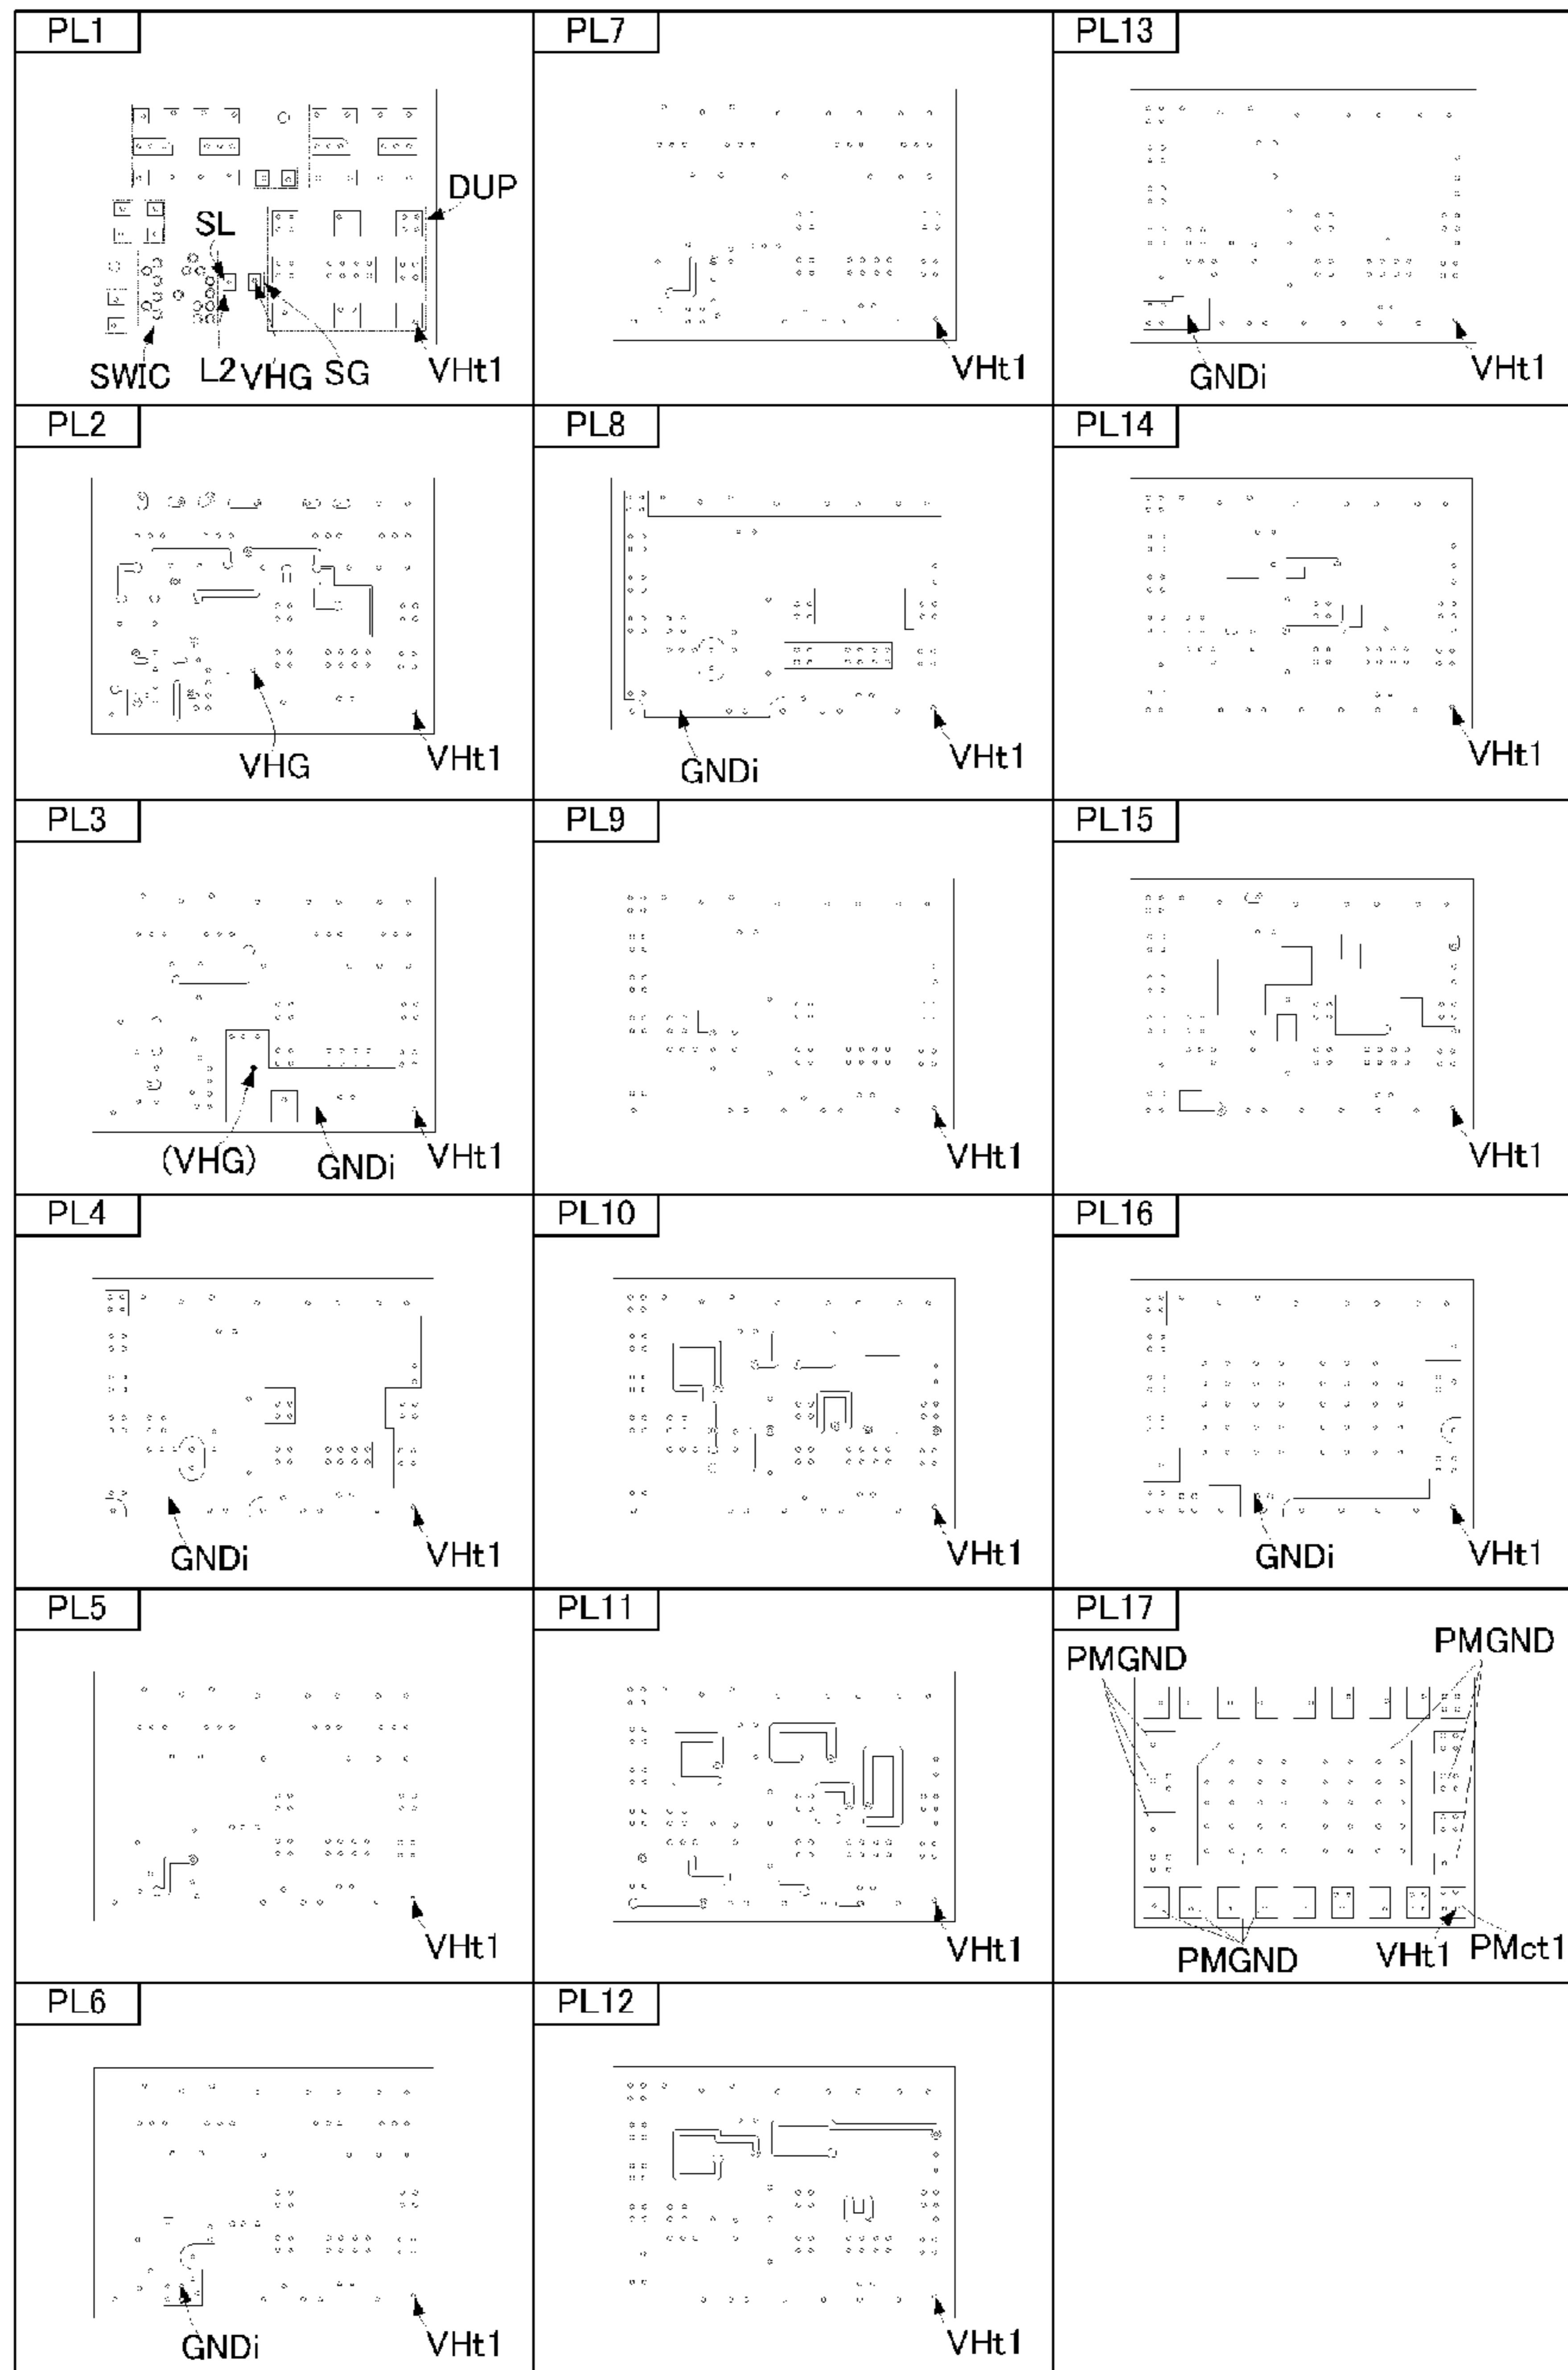 PL1
DUP
SL
SWIC
L2
VHG
SG
VHt1
PL7
VHt1
PL13
GNDi
VHt1
PL2
VHG
VHt1
PL8
GNDi
VHt1
PL14
VHt1
PL3
(VHG)
GNDi
VHt1
PL9
VHt1
PL15
VHt1
PL4
GNDi
VHt1
PL10
VHt1
PL16
GNDi
VHt1
PL5
VHt1
PL11
VHt1
PL17
PMGND
PMGND
PMGND
VHt1
PMct1
PL6
GNDi
VHt1
PL12
VHt1